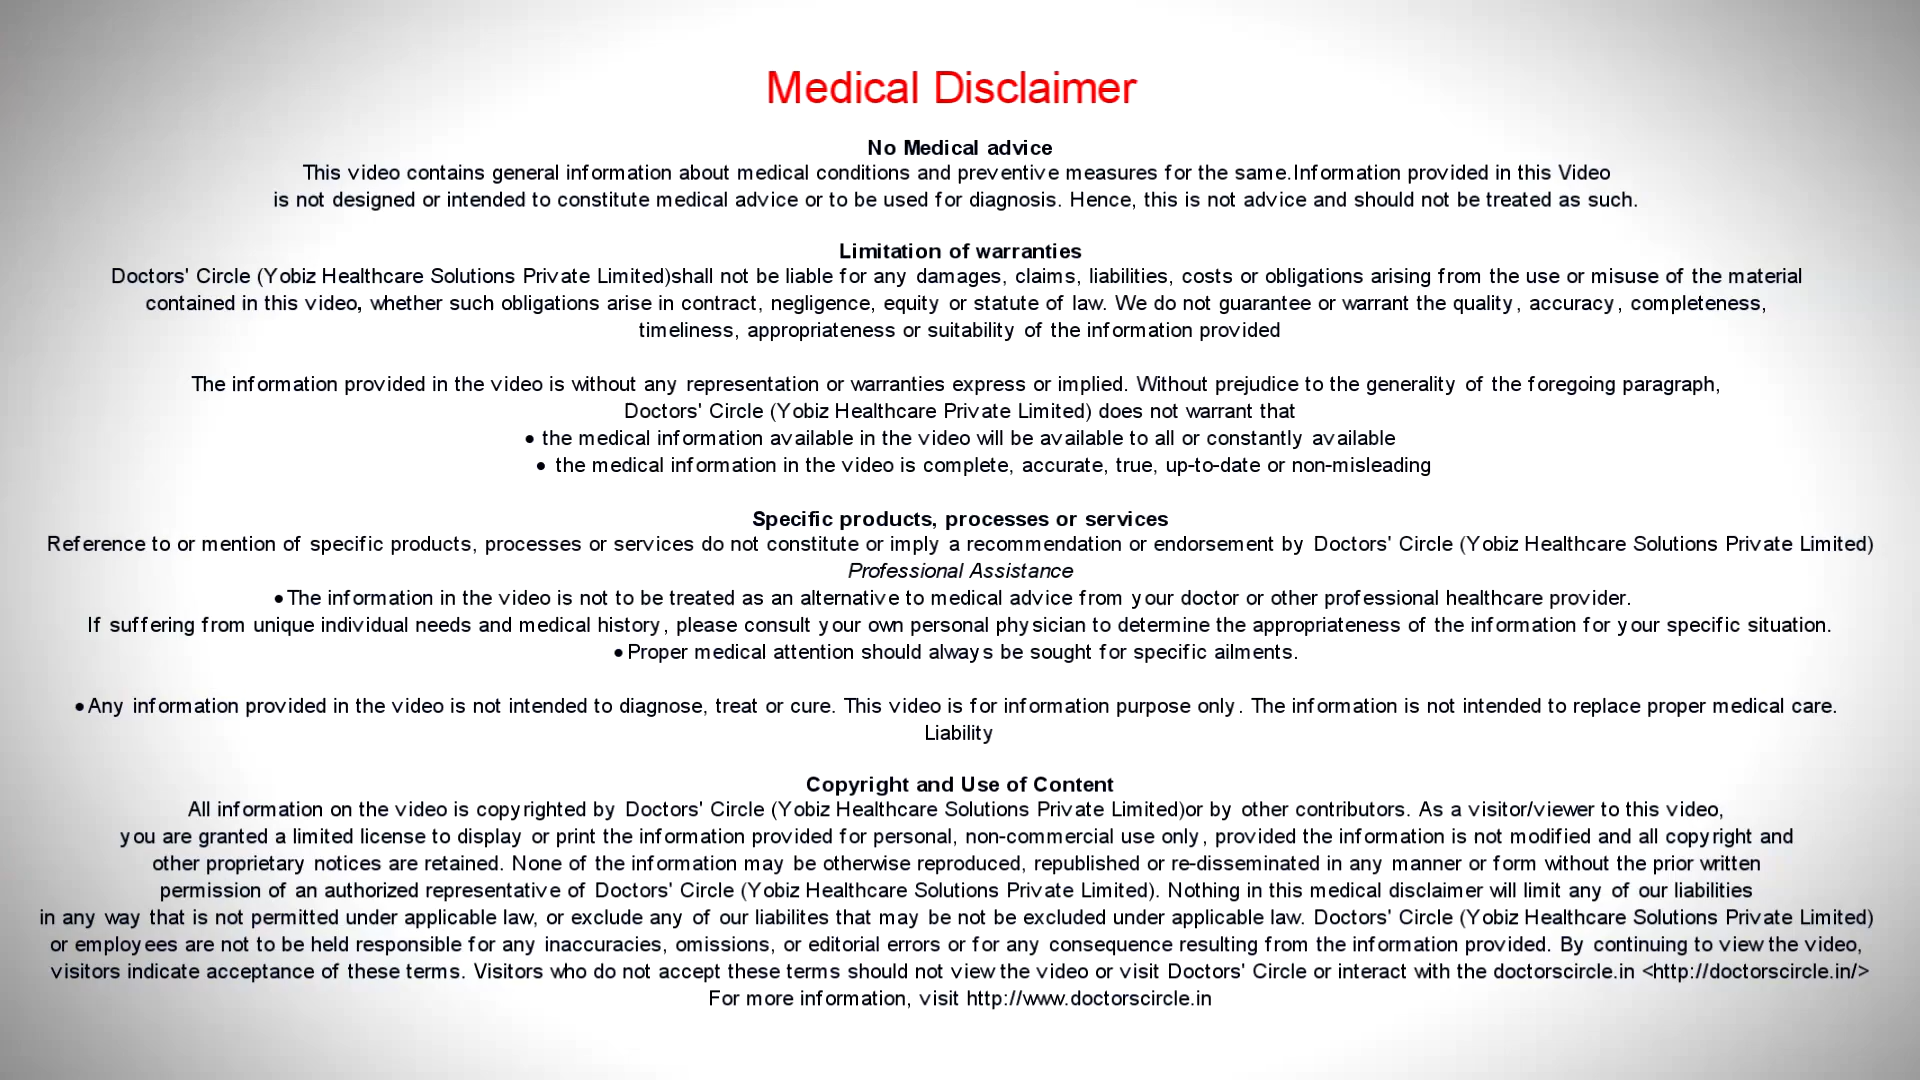 Medical Disclaimer
No Medical advice
This video contains general information about medical conditions and preventive measures for the same.Information provided in this Video
is not designed or intended to constitute medical advice or to be used for diagnosis. Hence, this is not advice and should not be treated as such.
Limitation of warranties
Doctors' Circle (Yobiz Healthcare Solutions Private Limited)shall not be liable for any damages, claims, liabilities, costs or obligations arising from the use or misuse of the material
contained in this video, whether such obligations arise in contract, negligence, equity or statute of law. We do not guarantee or warrant the quality, accuracy, completeness,
timeliness, appropriateness or suitability of the information provided
The information provided in the video is without any representation or warranties express or implied. Without prejudice to the generality of the foregoing paragraph,
Doctors' Circle (Yobiz Healthcare Private Limited) does not warrant that
• the medical information available in the video will be available to all or constantly available
• the medical information in the video is complete, accurate, true, up-to-date or non-misleading
Specific products, processes or services
Reference to or mention of specific products, processes or services do not constitute or imply a recommendation or endorsement by Doctors' Circle (Yobiz Healthcare Solutions Private Limited)
Professional Assistance
•The information in the video is not to be treated as an alternative to medical advice from your doctor or other professional healthcare provider.
If suffering from unique individual needs and medical history, please consult your own personal physician to determine the appropriateness of the information for your specific situation.
•Proper medical attention should always be sought for specific ailments.
•Any information provided in the video is not intended to diagnose, treat or cure. This video is for information purpose only. The information is not intended to replace proper medical care.
Liability
Copyright and Use of Content
All information on the video is copyrighted by Doctors' Circle (Yobiz Healthcare Solutions Private Limited)or by other contributors. As a visitor/viewer to this video,
you are granted a limited license to display or print the information provided for personal, non-commercial use only, provided the information is not modified and all copyright and
other proprietary notices are retained. None of the information may be otherwise reproduced, republished or re-disseminated in any manner or form without the prior written
permission of an authorized representative of Doctors' Circle (Yobiz Healthcare Solutions Private Limited). Nothing in this medical disclaimer will limit any of our liabilities
in any way that is not permitted under applicable law, or exclude any of our liabilites that may be not be excluded under applicable law. Doctors' Circle (Yobiz Healthcare Solutions Private Limited)
or employees are not to be held responsible for any inaccuracies, omissions, or editorial errors or for any consequence resulting from the information provided. By continuing to view the video,
visitors indicate acceptance of these terms. Visitors who do not accept these terms should not view the video or visit Doctors' Circle or interact with the doctorscircle.in <http://doctorscircle.in/>
For more information, visit http://www.doctorscircle.in